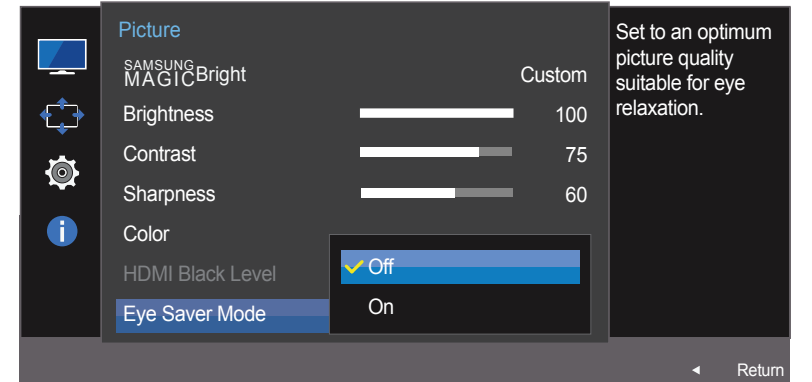 Picture
SAMSUNG
MAGICBright Custom
Brightness 100
Contrast 75
Sharpness 60
Color
HDMI Black Level
Eye Saver Mode
Off
On
Set to an optimum
picture quality
suitable for eye
relaxation.
Return